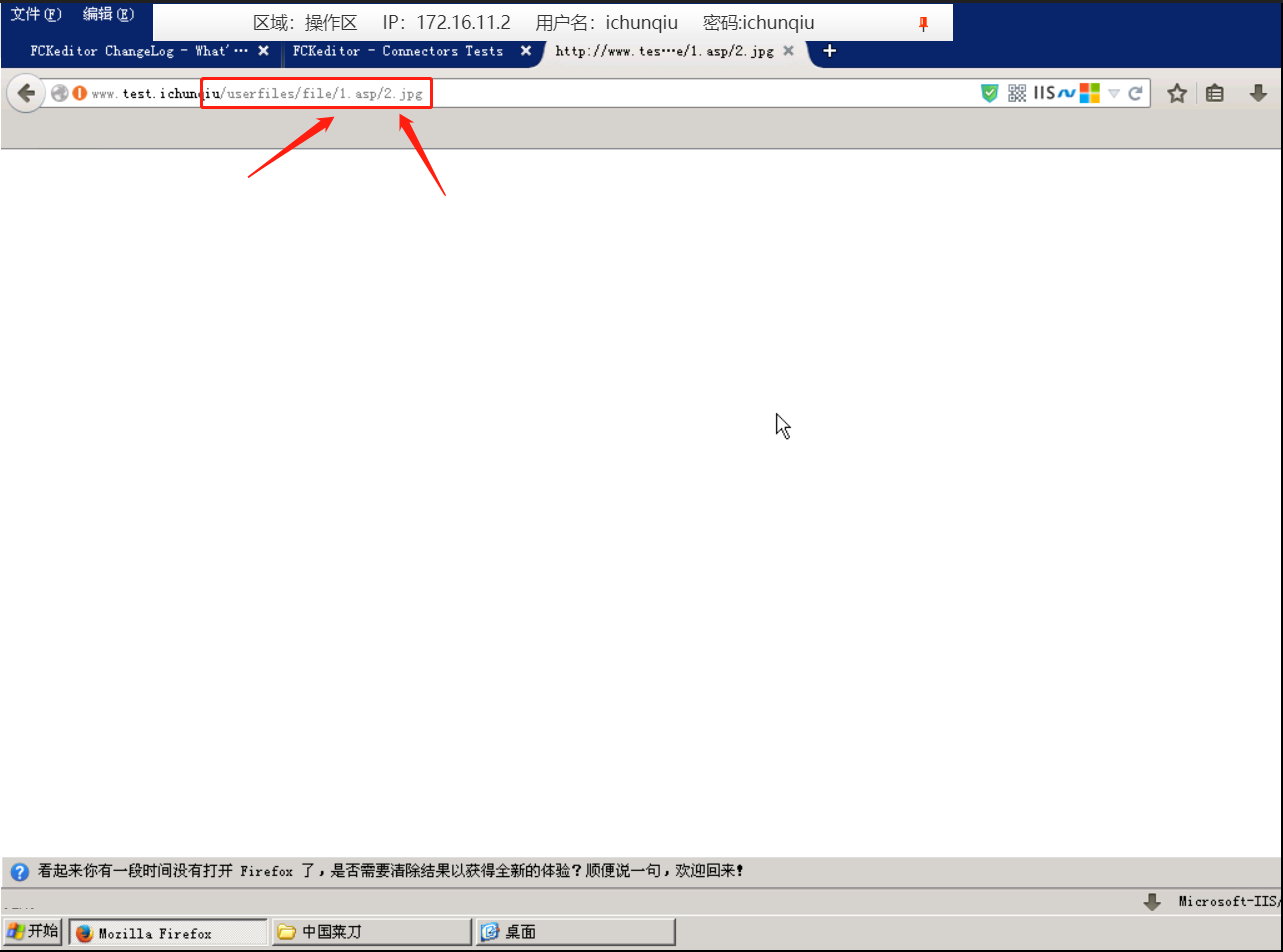 文件(F) 编辑(E)
区域：操作区 IP：172.16.11.2 用户名：ichunqiu 密码:ichunqiu
FCKeditor ChangeLog - What'··· FCKeditor - Connectors Tests http://www.tes···e/1.asp/2.jpg
www.test.ichunqiu/userfiles/file/1.asp/2.jpg IIS
看起来你有一段时间没有打开 Firefox 了，是否需要清除结果以获得全新的体验？顺便说一句，欢迎回来！
Microsoft-IIS/
开始 Mozilla Firefox 中国菜刀 桌面